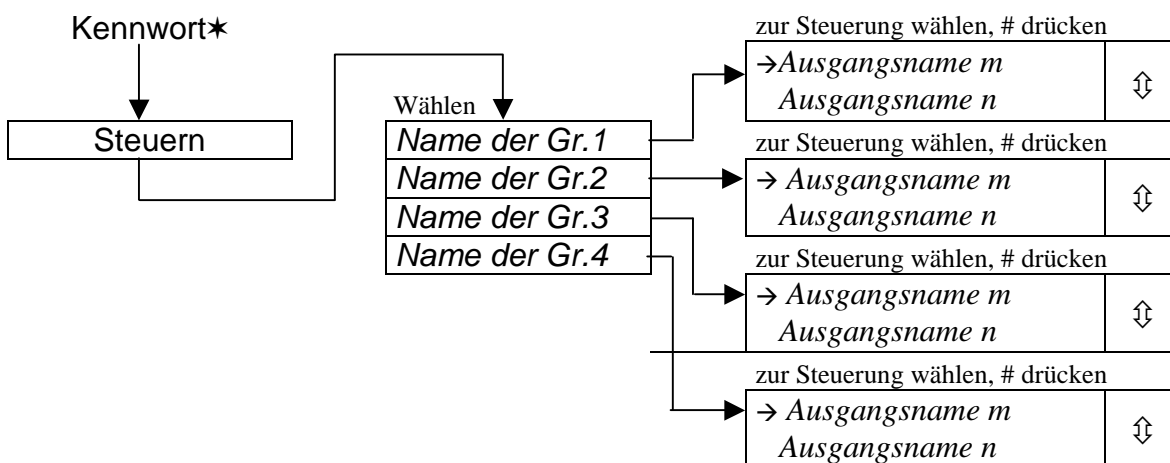 Kennwort✶
Steuern
Wählen
Name der Gr.1
Name der Gr.2
Name der Gr.3
Name der Gr.4
zur Steuerung wählen, # drücken
→Ausgangsname m
Ausgangsname n
⇕
zur Steuerung wählen, # drücken
→ Ausgangsname m
Ausgangsname n
⇕
zur Steuerung wählen, # drücken
→ Ausgangsname m
Ausgangsname n
⇕
zur Steuerung wählen, # drücken
→ Ausgangsname m
Ausgangsname n
⇕